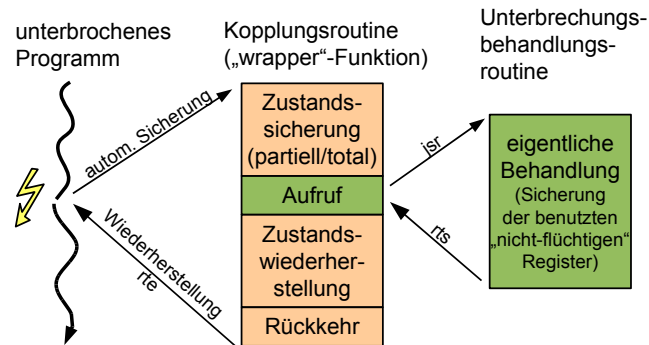 unterbrochenes
Programm
Kopplungsroutine
(„wrapper“-Funktion)
Unterbrechungs-
behandlungs-
routine
autom. Sicherung
Wiederherstellung
rte
Zustands-
sicherung
(partiell/total)
Aufruf
Zustands-
wiederher-
stellung
Rückkehr
jsr
rts
eigentliche
Behandlung
(Sicherung
der benutzten
„nicht-flüchtigen“
Register)